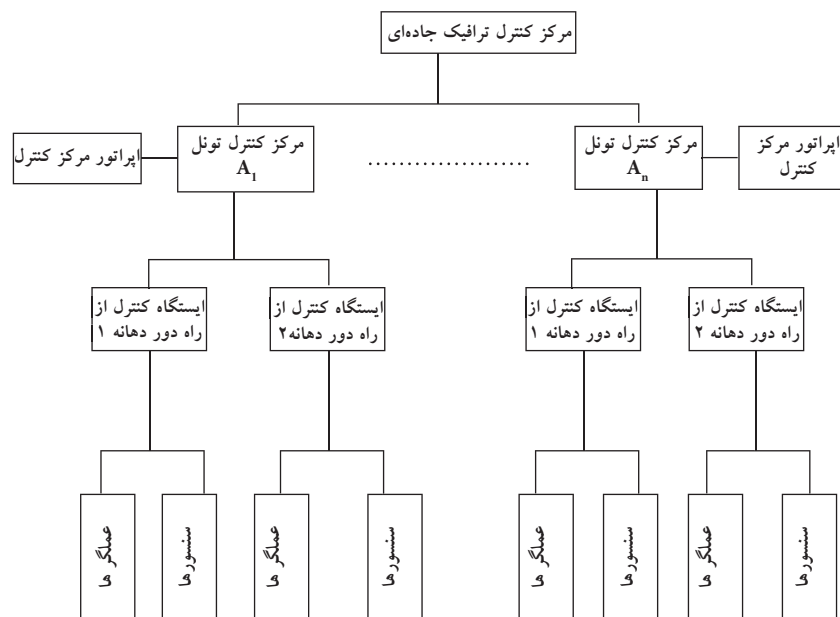 مرکز کنترل ترافیک جاده‌ای
اپراتور مرکز
کنترل
مرکز کنترل تونل
An
....................
مرکز کنترل تونل
A1
اپراتور مرکز کنترل
ایستگاه کنترل از
راه دور دهانه ۲
ایستگاه کنترل از
راه دور دهانه ۱
ایستگاه کنترل از
راه دور دهانه۲
ایستگاه کنترل از
راه دور دهانه ۱
سنسورها
عملگر ها
سنسورها
عملگر ها
سنسورها
عملگر ها
سنسورها
عملگر ها